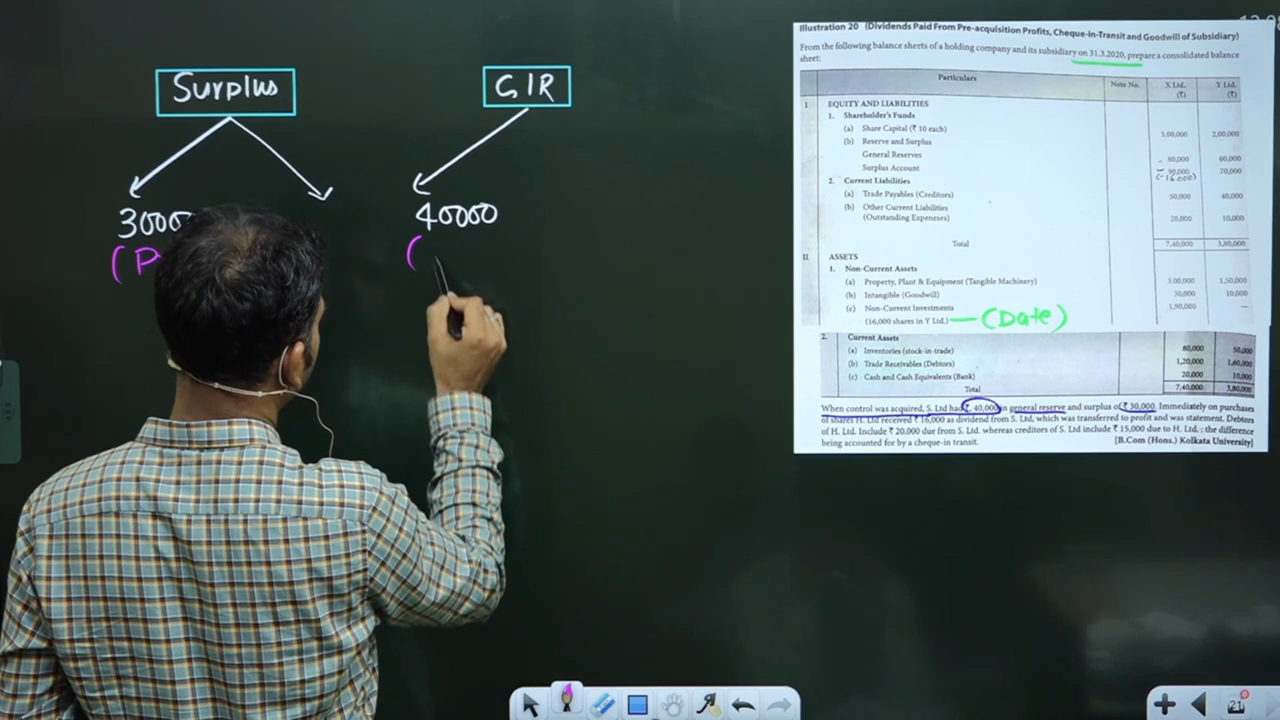 Surplus
GIR
3000
40000
(P
(
Illustration 20 (Dividends Paid From Pre-acquisition Profits, Cheque-in-Transit and Goodwill of Subsidiary)
From the following balance sheets of a holding company and its subsidiary on 31.3.2020, prepare a consolidated balance
sheet:
Particulars Note No. X Ltd. Y Ltd.
(₹) (₹)
I EQUITY AND LIABILITIES
1. Shareholder's Funds
(a) Share Capital (₹ 10 each) 5,00,000 2,00,000
(b) Reserve and Surplus
General Reserves 80,000 60,000
Surplus Account 90,000 70,000
(-16000)
2. Current Liabilities
(a) Trade Payables (Creditors) 50,000 40,000
(b) Other Current Liabilities
(Outstanding Expeneses) 20,000 10,000
Total 7,40,000 3,80,000
II ASSETS
1. Non-Current Assets
(a) Property, Plant & Equipment (Tangible Machinery) 3,00,000 1,50,000
(b) Intangible (Goodwill) 30,000 10,000
(c) Non-Current Investments 1,90,000 —
(16,000 shares in Y Ltd.) — (Date)
2. Current Assets
(a) Inventories (stock-in-trade) 80,000 50,000
(b) Trade Receivables (Debtors) 1,20,000 1,60,000
(c) Cash and Cash Equivalents (Bank) 20,000 10,000
Total 7,40,000 3,80,000
When control was acquired, S. Ltd had ₹ 40,000 in general reserve and surplus of ₹ 30,000. Immediately on purchases
of shares H. Ltd received ₹ 16,000 as dividend from S. Ltd, which was transferred to profit and was statement. Debtors
of H. Ltd. Include ₹ 20,000 due from S. Ltd. whereas creditors of S. Ltd include ₹ 15,000 due to H. Ltd. : the difference
being accounted for by a cheque-in transit. [B.Com (Hons.) Kolkata University]
21